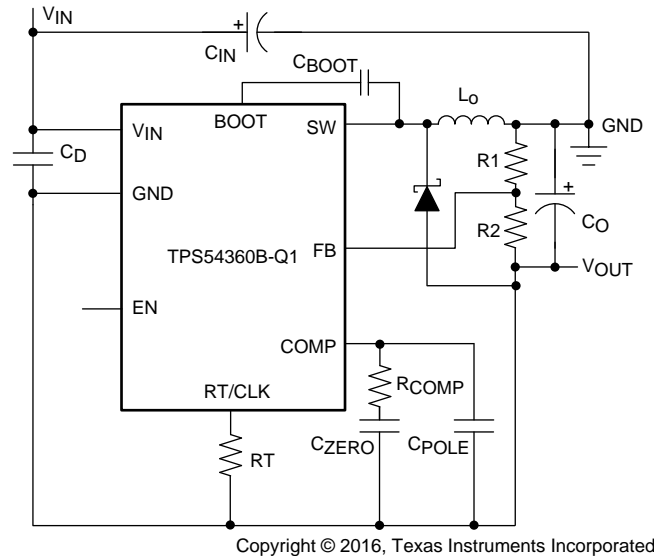 VIN
+
CIN
CBOOT
Lo
GND
VIN
BOOT
SW
CD
R1
GND
+
CO
R2
TPS54360B-Q1
FB
VOUT
EN
COMP
RCOMP
RT/CLK
CZERO
CPOLE
RT
Copyright © 2016, Texas Instruments Incorporated